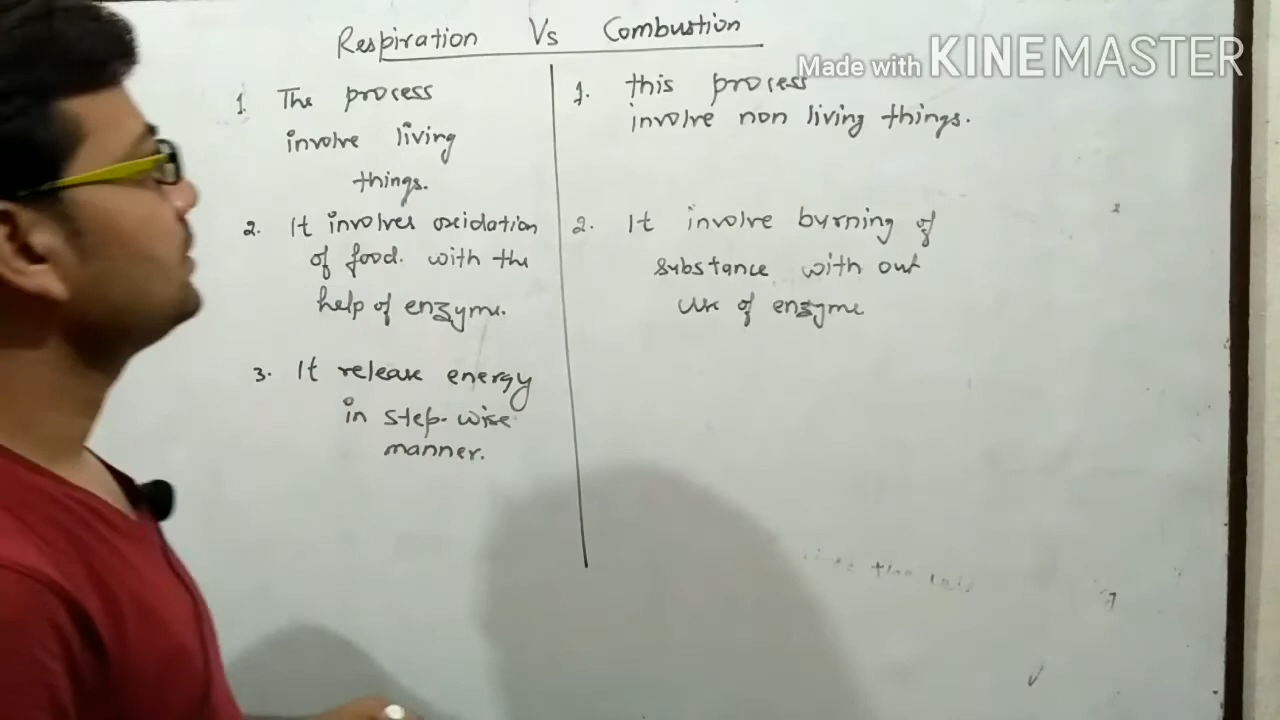 Respiration Vs Combustion
Made with KINEMASTER
1. The process
involve living
things.
2. It involves oxidation
of food. with the
help of enzyme.
3. It release energy
in step-wise
manner.
1. this process
involve non living things.
2. It involve burning of
substance with out
use of enzyme